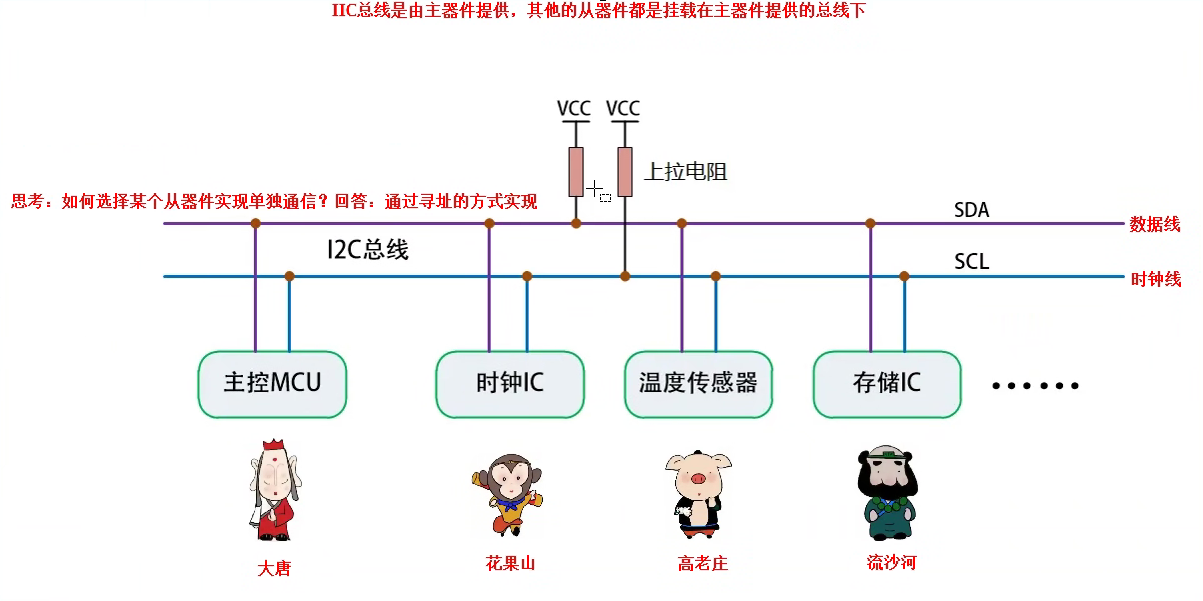 IIC总线是由主器件提供，其他的从器件都是挂载在主器件提供的总线下
VCC VCC
上拉电阻
思考：如何选择某个从器件实现单独通信？回答：通过寻址的方式实现
SDA
数据线
I2C总线
SCL
时钟线
主控MCU 时钟IC 温度传感器 存储IC ······
大唐 花果山 高老庄 流沙河